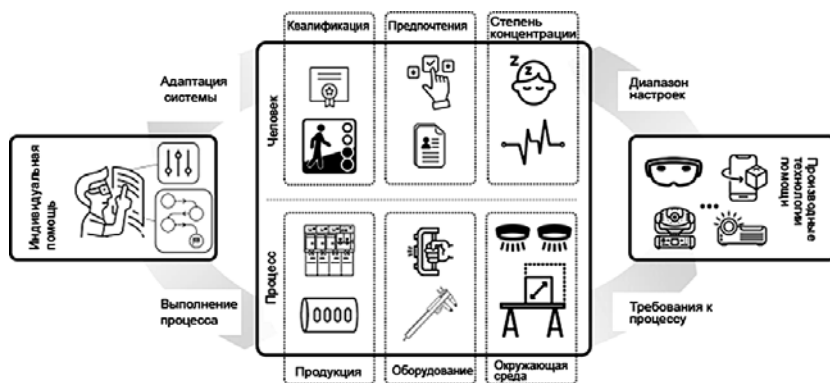 Квалификация
Предпочтения
Степень
концентрации
Адаптация
системы
Диапазон
настроек
Человек
Индивидуальная
помощь
Производные
технологии
помощи
Процесс
Выполнение
процесса
Требования к
процессу
Продукция
Оборудование
Окружающая
среда